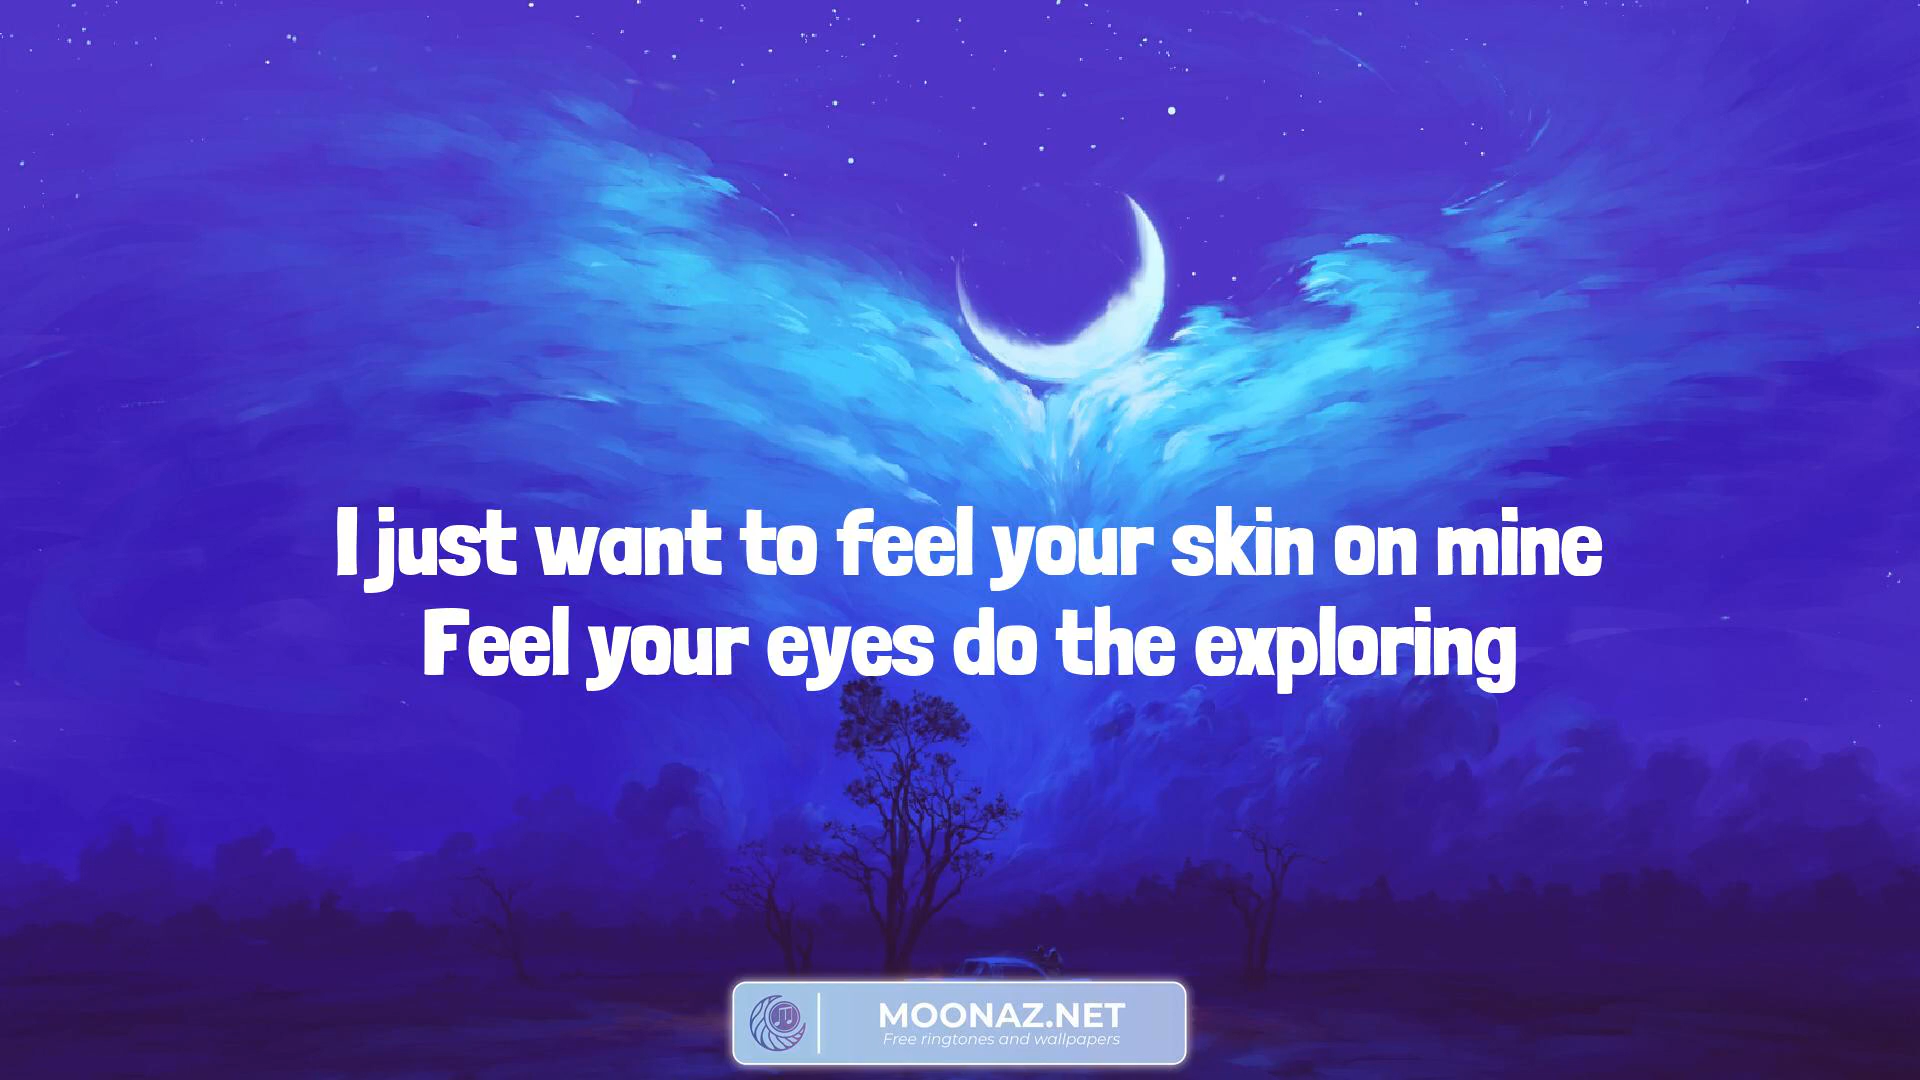 I just want to feel your skin on mine
Feel your eyes do the exploring
MOONAZ.NET
Free ringtones and wallpapers